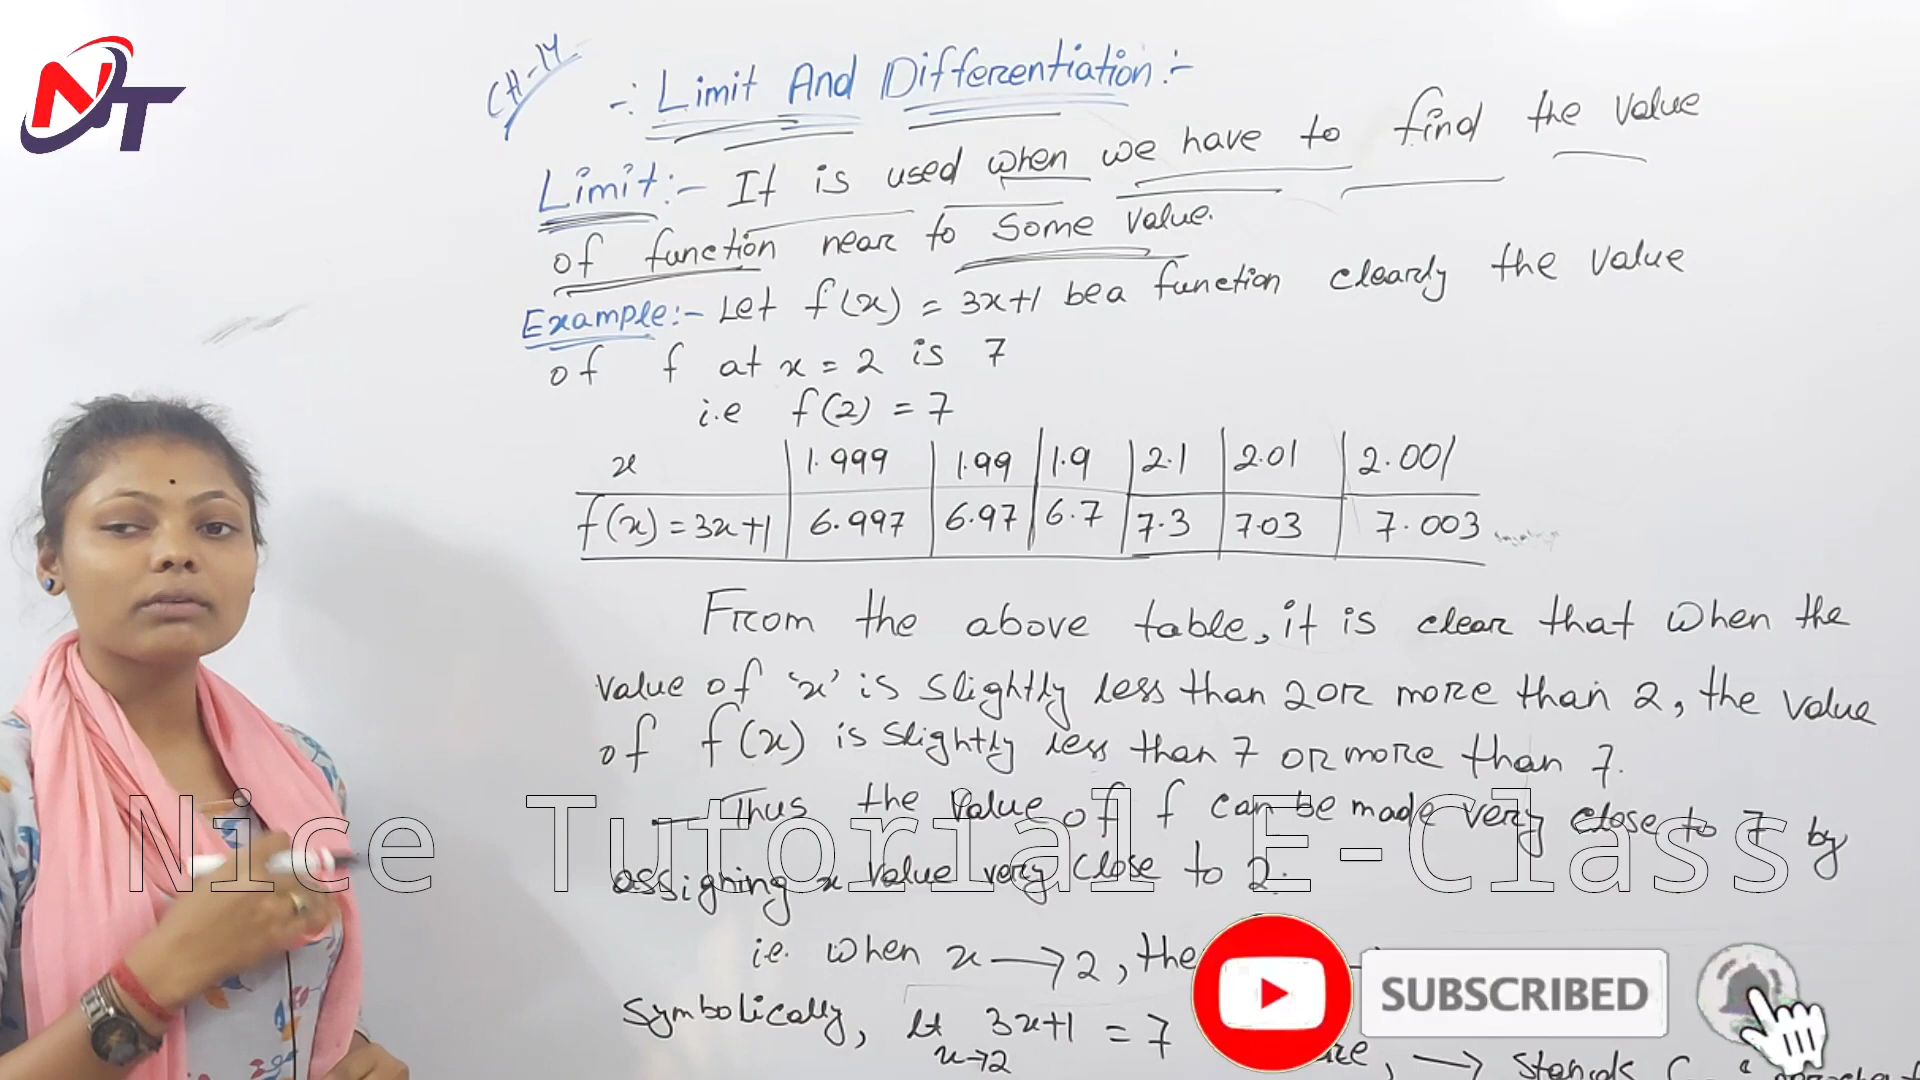 NT
CH-14
-: Limit And Differentiation:-
Limit:- It is used when we have to find the value
of function near to some value.
Example:- Let f(x) = 3x+1 be a function clearly the value
of f at x = 2 is 7
i.e f(2) = 7
x | 1.999 | 1.99 | 1.9 | 2.1 | 2.01 | 2.001
f(x) = 3x+1 | 6.997 | 6.97 | 6.7 | 7.3 | 7.03 | 7.003
From the above table, it is clear that when the
value of 'x' is slightly less than 2 or more than 2, the value
of f(x) is slightly less than 7 or more than 7.
Thus the value of f can be made very close to 7 by
assigning x value very close to 2.
Nice Tutorial E-Class
i.e. when x → 2, the
symbolically, lt 3x+1 = 7
x→2
→ stands
SUBSCRIBED